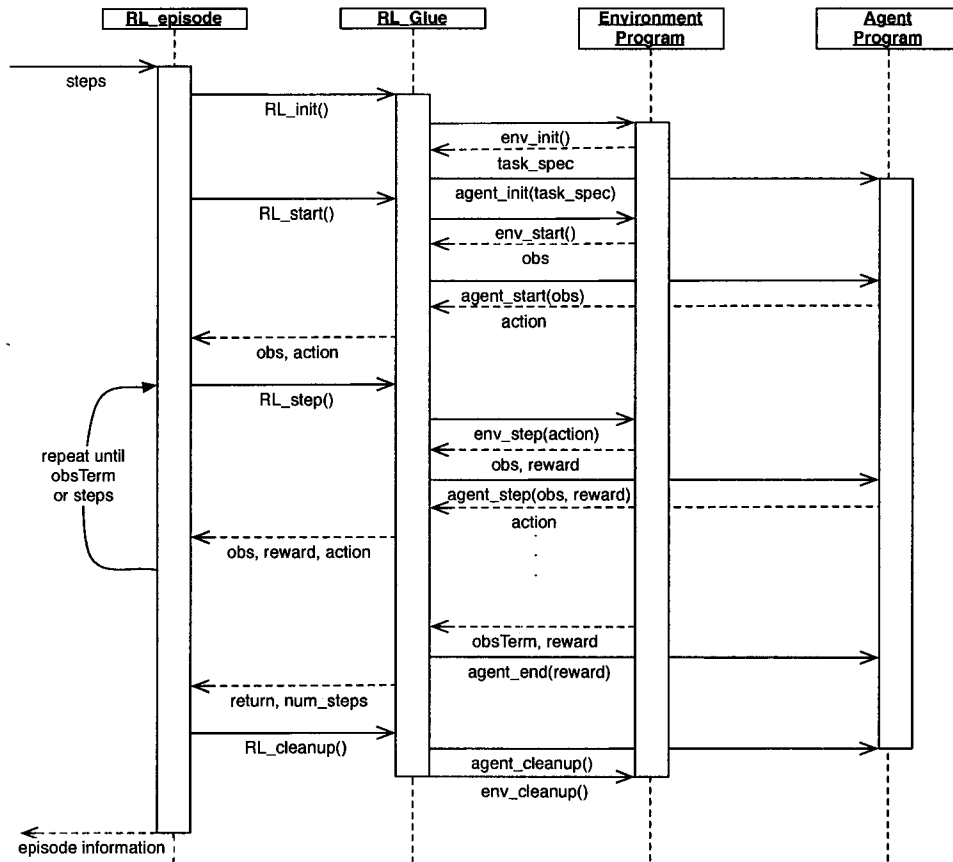 RL_episode
RL_Glue
Environment
Program
Agent
Program
steps
RL_init()
env_init()
task_spec
agent_init(task_spec)
RL_start()
env_start()
obs
agent_start(obs)
action
obs, action
RL_step()
env_step(action)
obs, reward
repeat until
obsTerm
or steps
agent_step(obs, reward)
action
obs, reward, action
obsTerm, reward
agent_end(reward)
return, num_steps
RL_cleanup()
agent_cleanup()
env_cleanup()
episode information